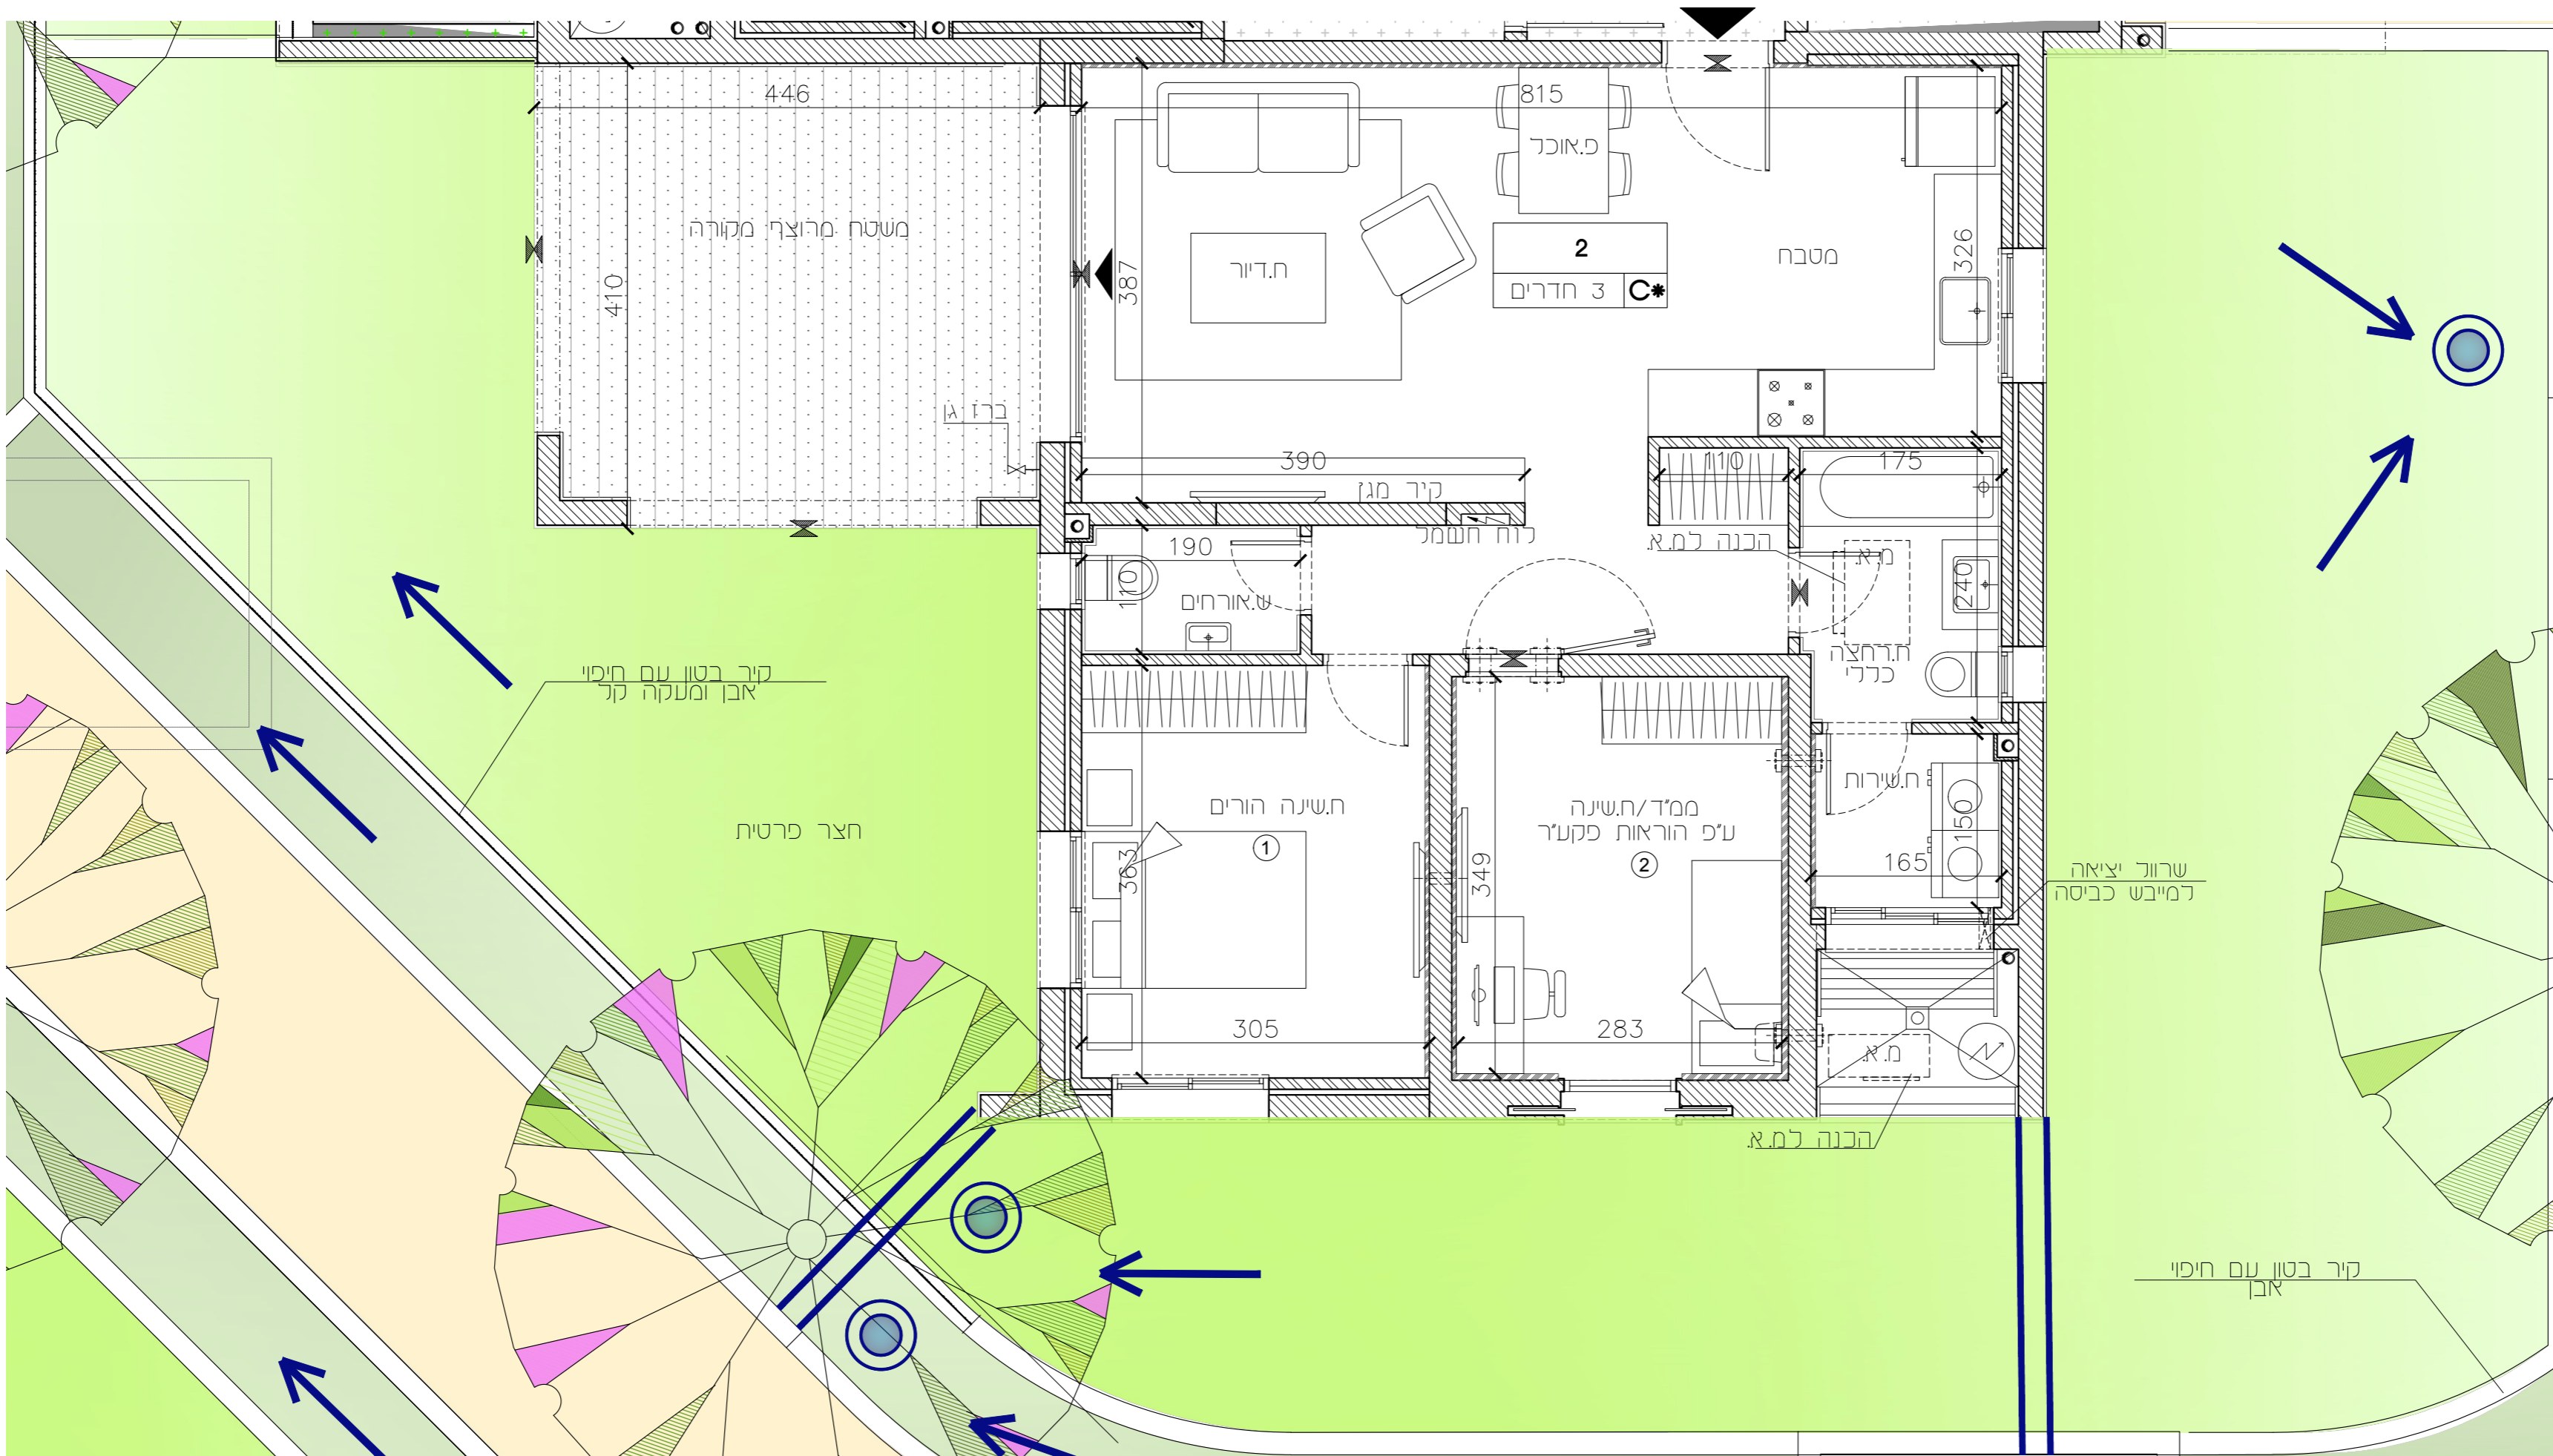 446
815
פ.אוכל
משטח מרוצף מקורה
410
387
ח.דיור
2
3 חדרים
C*
מטבח
326
ברז גן
390
קיר מגן
לוח חשמל
110
175
הכנה למ.א.
מ.א.
240
190
110
ש.אורחים
ח.רחצה
כללי
קיר בטון עם חיפוי
אבן ומעקה קל
חצר פרטית
ח.שינה הורים
1
363
305
ממ"ד/ח.שינה
ע"פ הוראות פקע"ר
2
349
283
ח.שירות
150
165
שרוול יציאה
למייבש כביסה
מ.א.
הכנה למ.א.
קיר בטון עם חיפוי
אבן